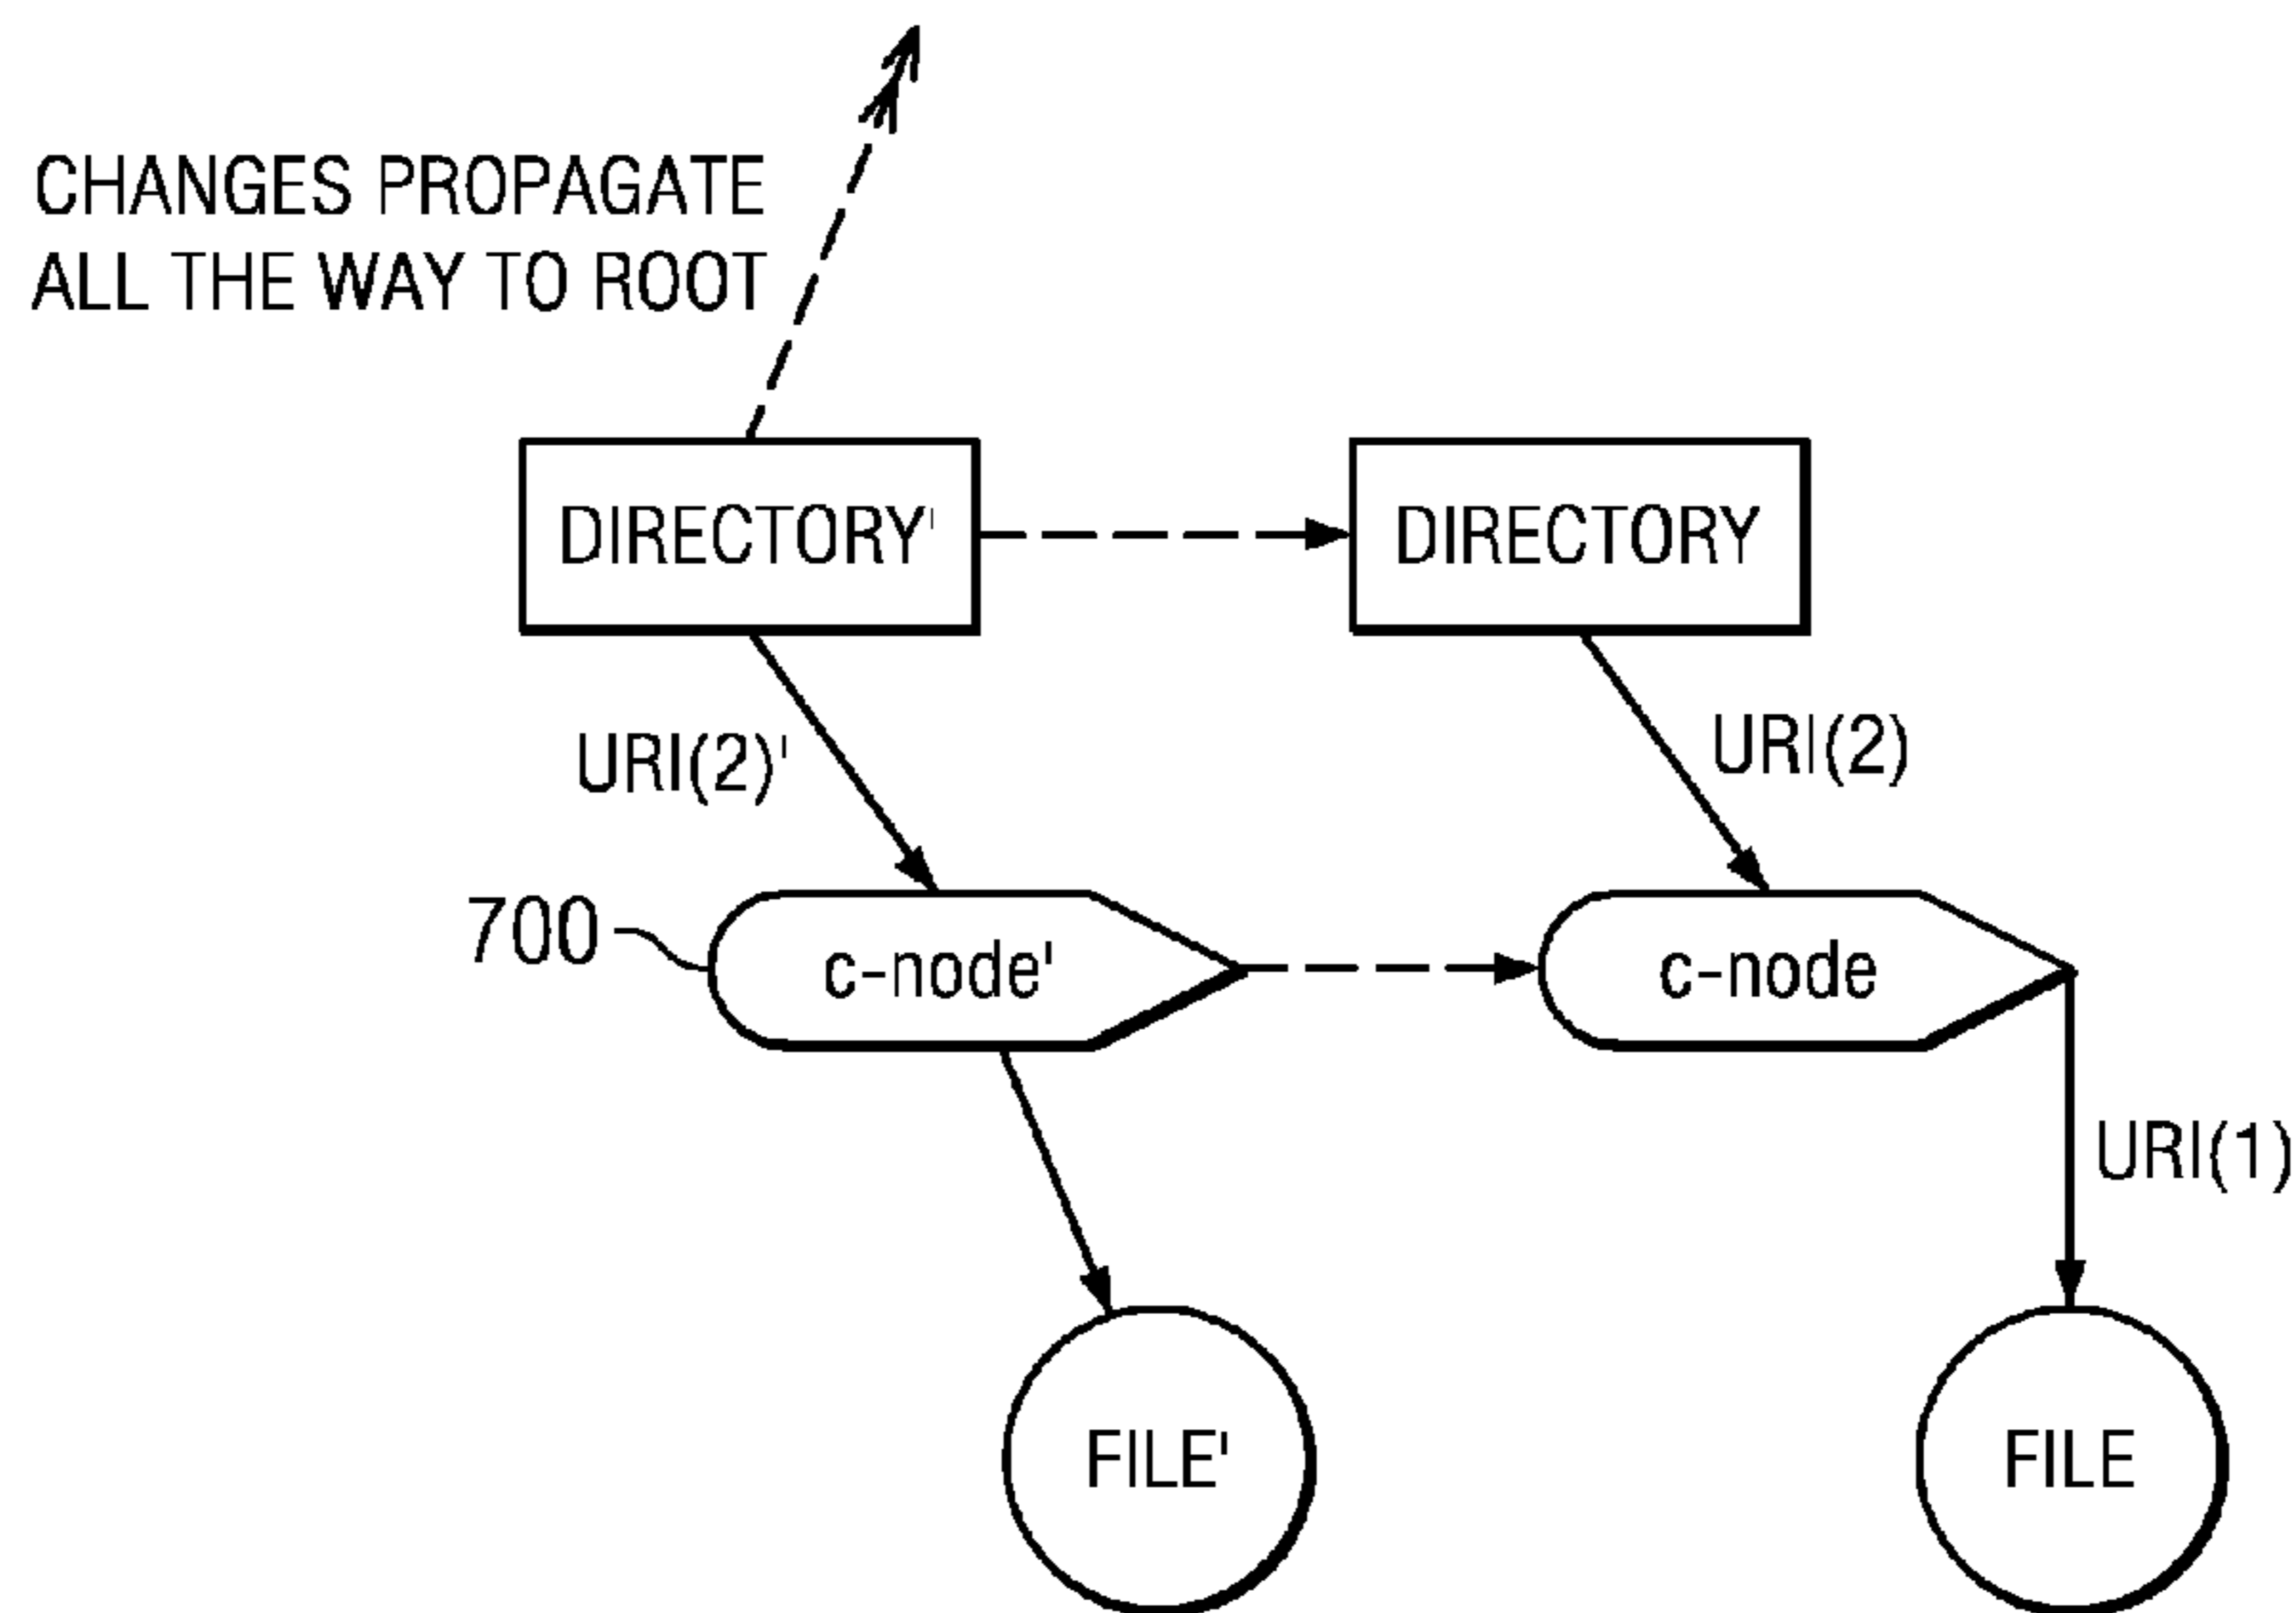 CHANGES PROPAGATE
ALL THE WAY TO ROOT
DIRECTORY'
DIRECTORY
URI(2)'
URI(2)
700
c-node'
c-node
URI(1)
FILE'
FILE